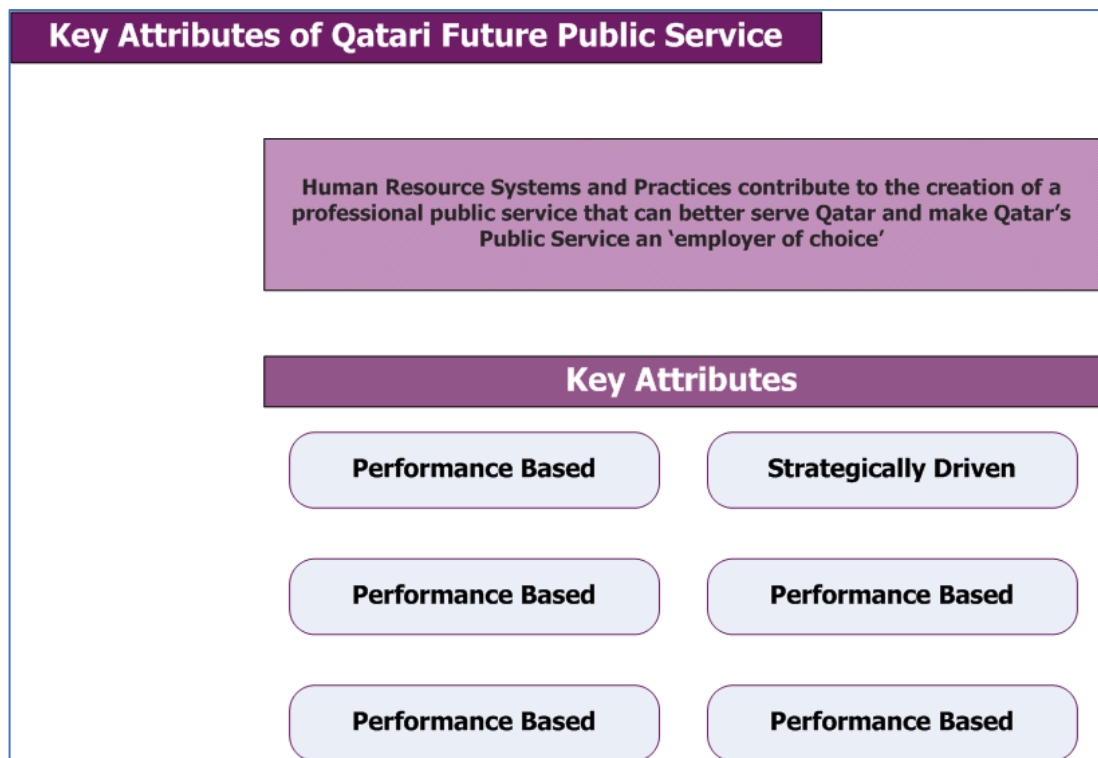 Key Attributes of Qatari Future Public Service
Human Resource Systems and Practices contribute to the creation of a
professional public service that can better serve Qatar and make Qatar’s
Public Service an ‘employer of choice’
Key Attributes
Performance Based
Strategically Driven
Performance Based
Performance Based
Performance Based
Performance Based